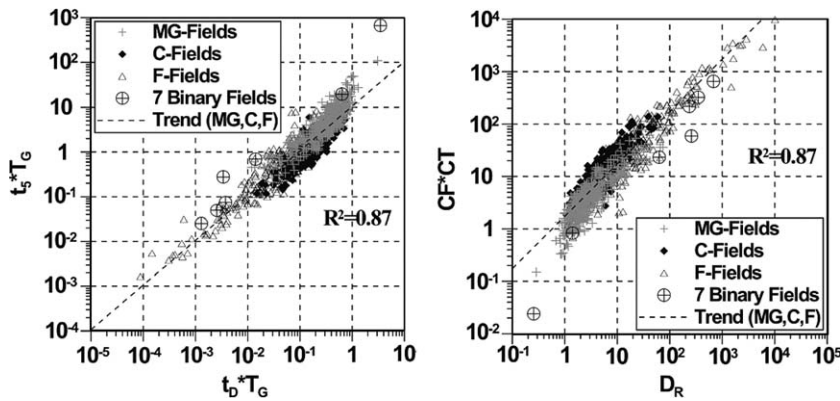 10³
10²
10
1
10⁻¹
10⁻²
10⁻³
10⁻⁴
t₅*T_G
MG-Fields
C-Fields
F-Fields
7 Binary Fields
Trend (MG,C,F)
R²=0.87
10⁻⁵ 10⁻⁴ 10⁻³ 10⁻² 10⁻¹ 1 10
t_D*T_G
10⁴
10³
10²
10
1
10⁻¹
10⁻²
CF*CT
R²=0.87
MG-Fields
C-Fields
F-Fields
7 Binary Fields
Trend (MG,C,F)
10⁻¹ 1 10 10² 10³ 10⁴ 10⁵
D_R